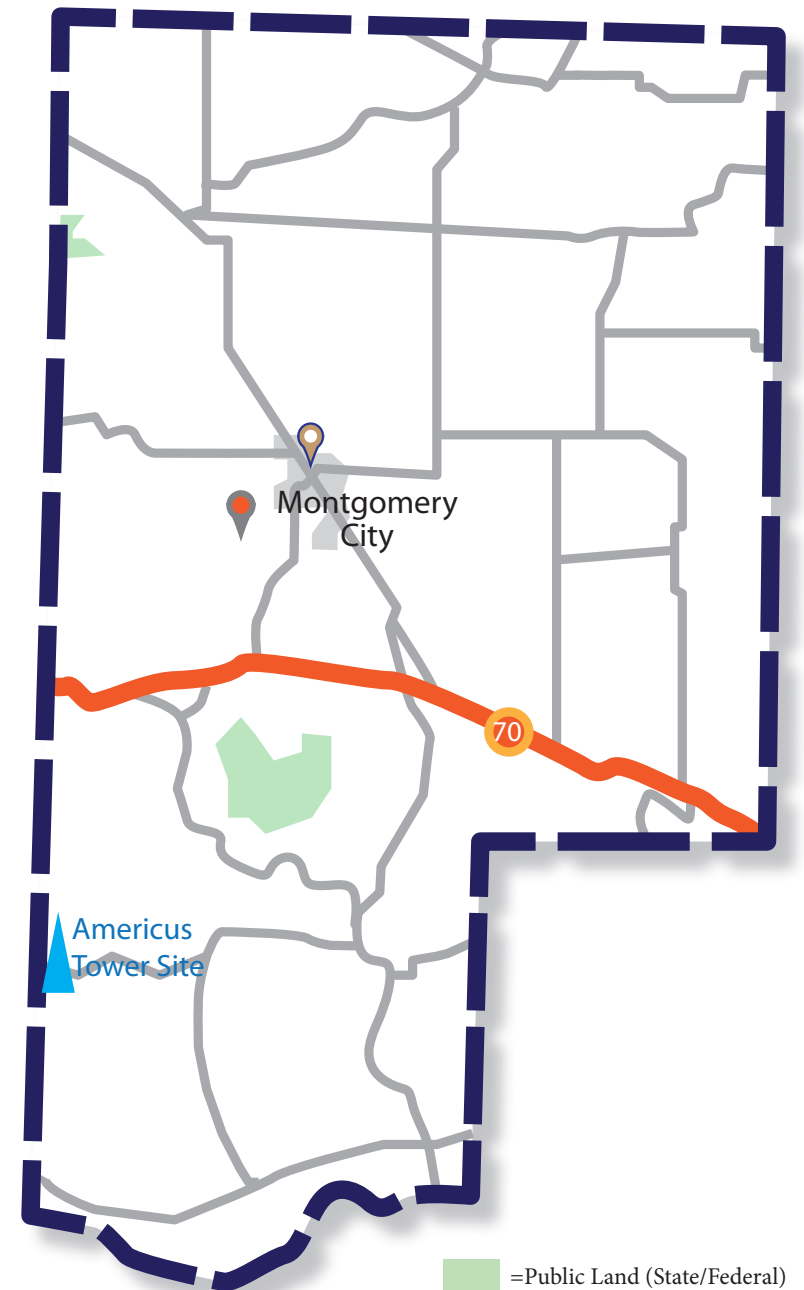 Montgomery
City
70
Americus
Tower Site
=Public Land (State/Federal)